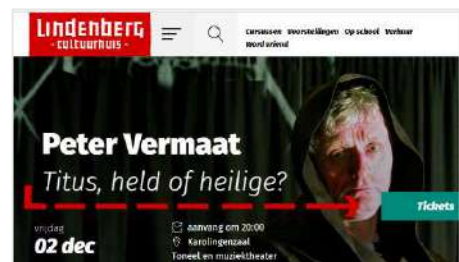 Lindenberg
- cultuurhuis -
Cursussen Voorstellingen Op school Verhuur
Word vriend
Peter Vermaat
Titus, held of heilige?
Tickets
vrijdag
02 dec
aanvang om 20:00
Karolingenzaal
Toneel en muziektheater